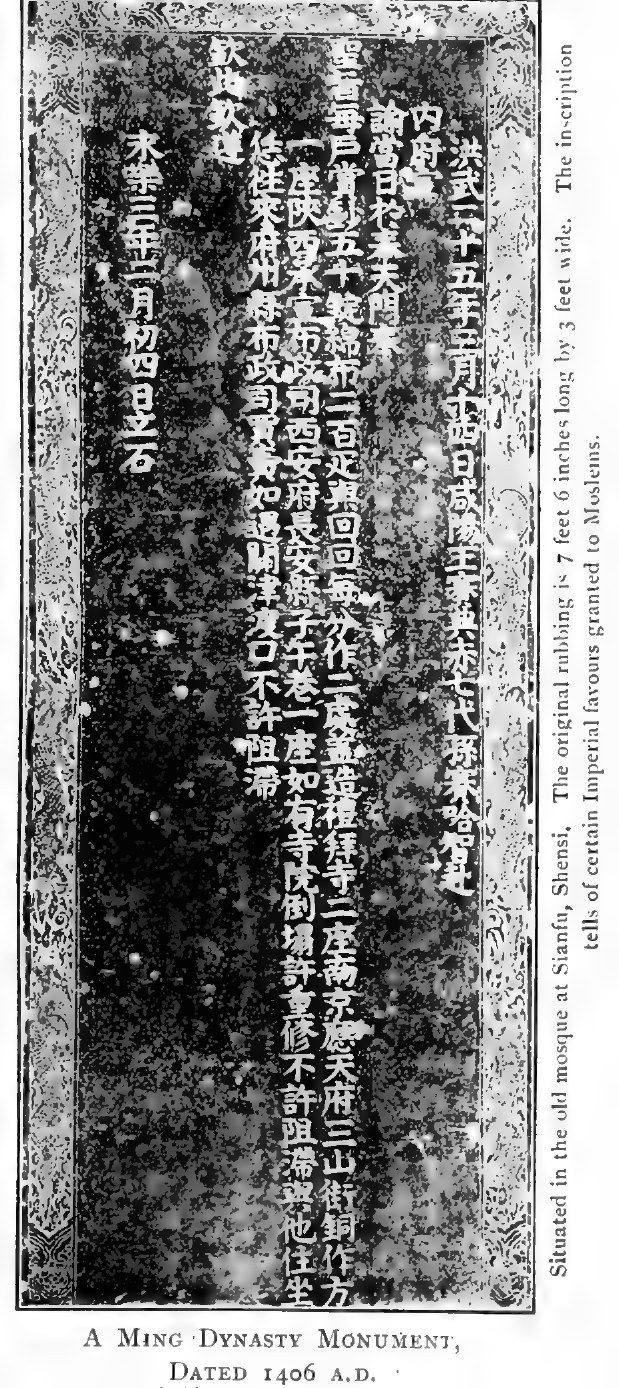 洪武二十五年三月十四日咸陽王賽典赤七代孫賽哈智赴
內府宣
諭當日於奉天門奉
聖旨每戶賞鈔五十錠綿布二百疋與回回每分作二處蓋造禮拜寺二座南京應天府三山街銅作方
一座陝西承宣布政司西安府長安縣子午卷一座如有寺院倒塌許重修不許阻滯與他住坐
恁往來府州縣布政司買賣如遇關津渡口不許阻滯
欽此欽遵
永樂三年二月初四日立石
Situated in the old mosque at Sianfu, Shensi. The original rubbing is 7 feet 6 inches long by 3 feet wide. The inscription
tells of certain Imperial favours granted to Moslems.
A MING DYNASTY MONUMENT,
DATED 1406 A.D.